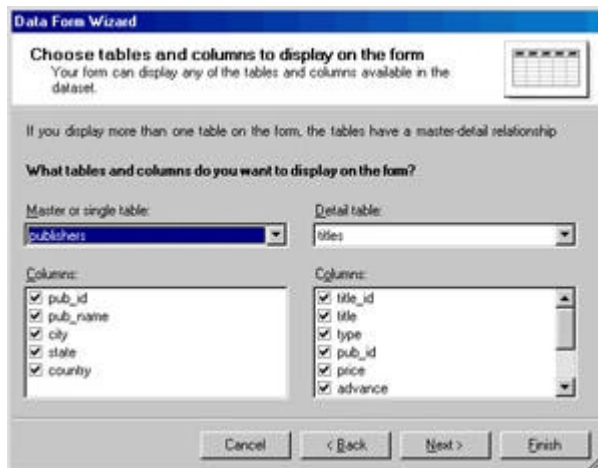 Data Form Wizard
Choose tables and columns to display on the form
Your form can display any of the tables and columns available in the
dataset.
If you display more than one table on the form, the tables have a master-detail relationship
What tables and columns do you want to display on the form?
Master or single table:
publishers
Detail table:
titles
Columns:
pub_id
pub_name
city
state
country
Columns:
title_id
title
type
pub_id
price
advance
Cancel
< Back
Next >
Finish